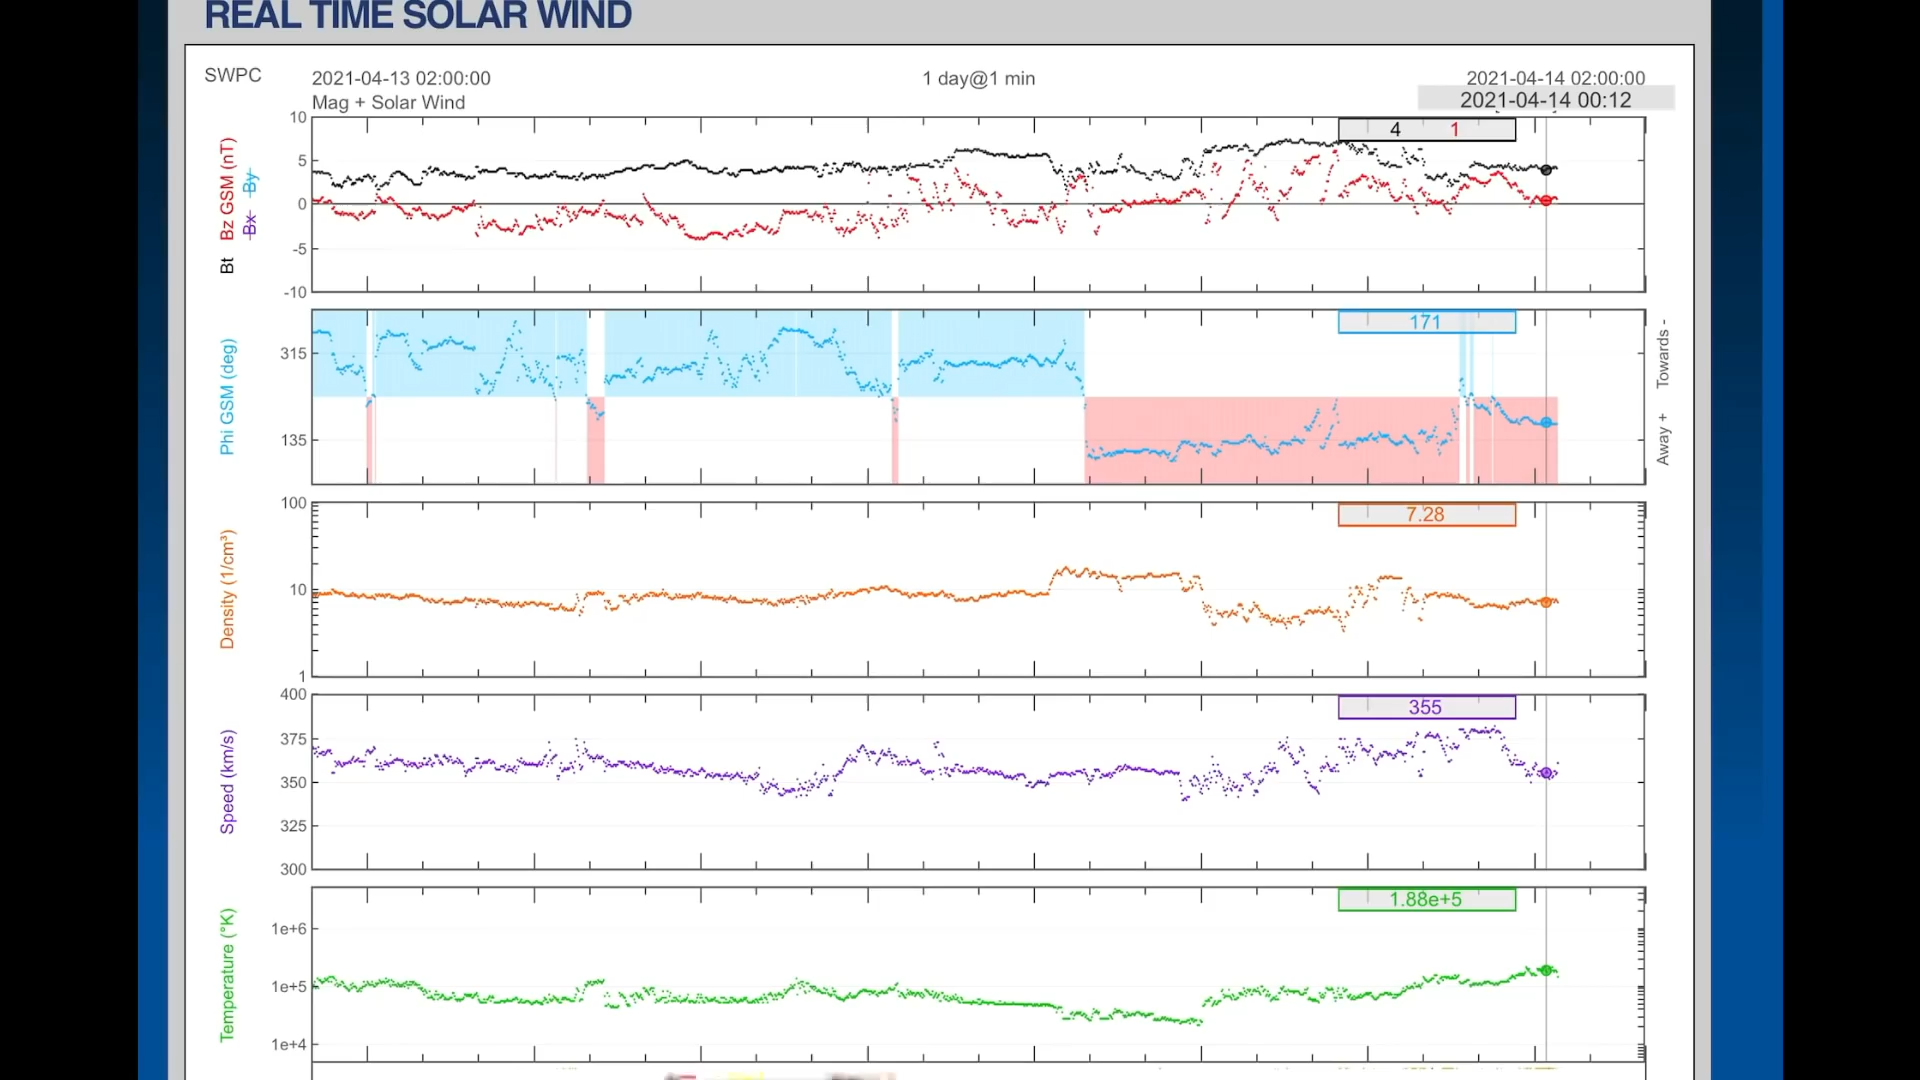 REAL TIME SOLAR WIND
SWPC
2021-04-13 02:00:00
1 day@1 min
2021-04-14 02:00:00
Mag + Solar Wind
2021-04-14 00:12
Bt Bz GSM (nT)
Bx By
10
5
0
-5
-10
4 1
Phi GSM (deg)
315
135
171
Away + Towards -
Density (1/cm³)
100
10
1
7.28
Speed (km/s)
400
375
350
325
300
355
Temperature (°K)
1e+6
1e+5
1e+4
1.88e+5